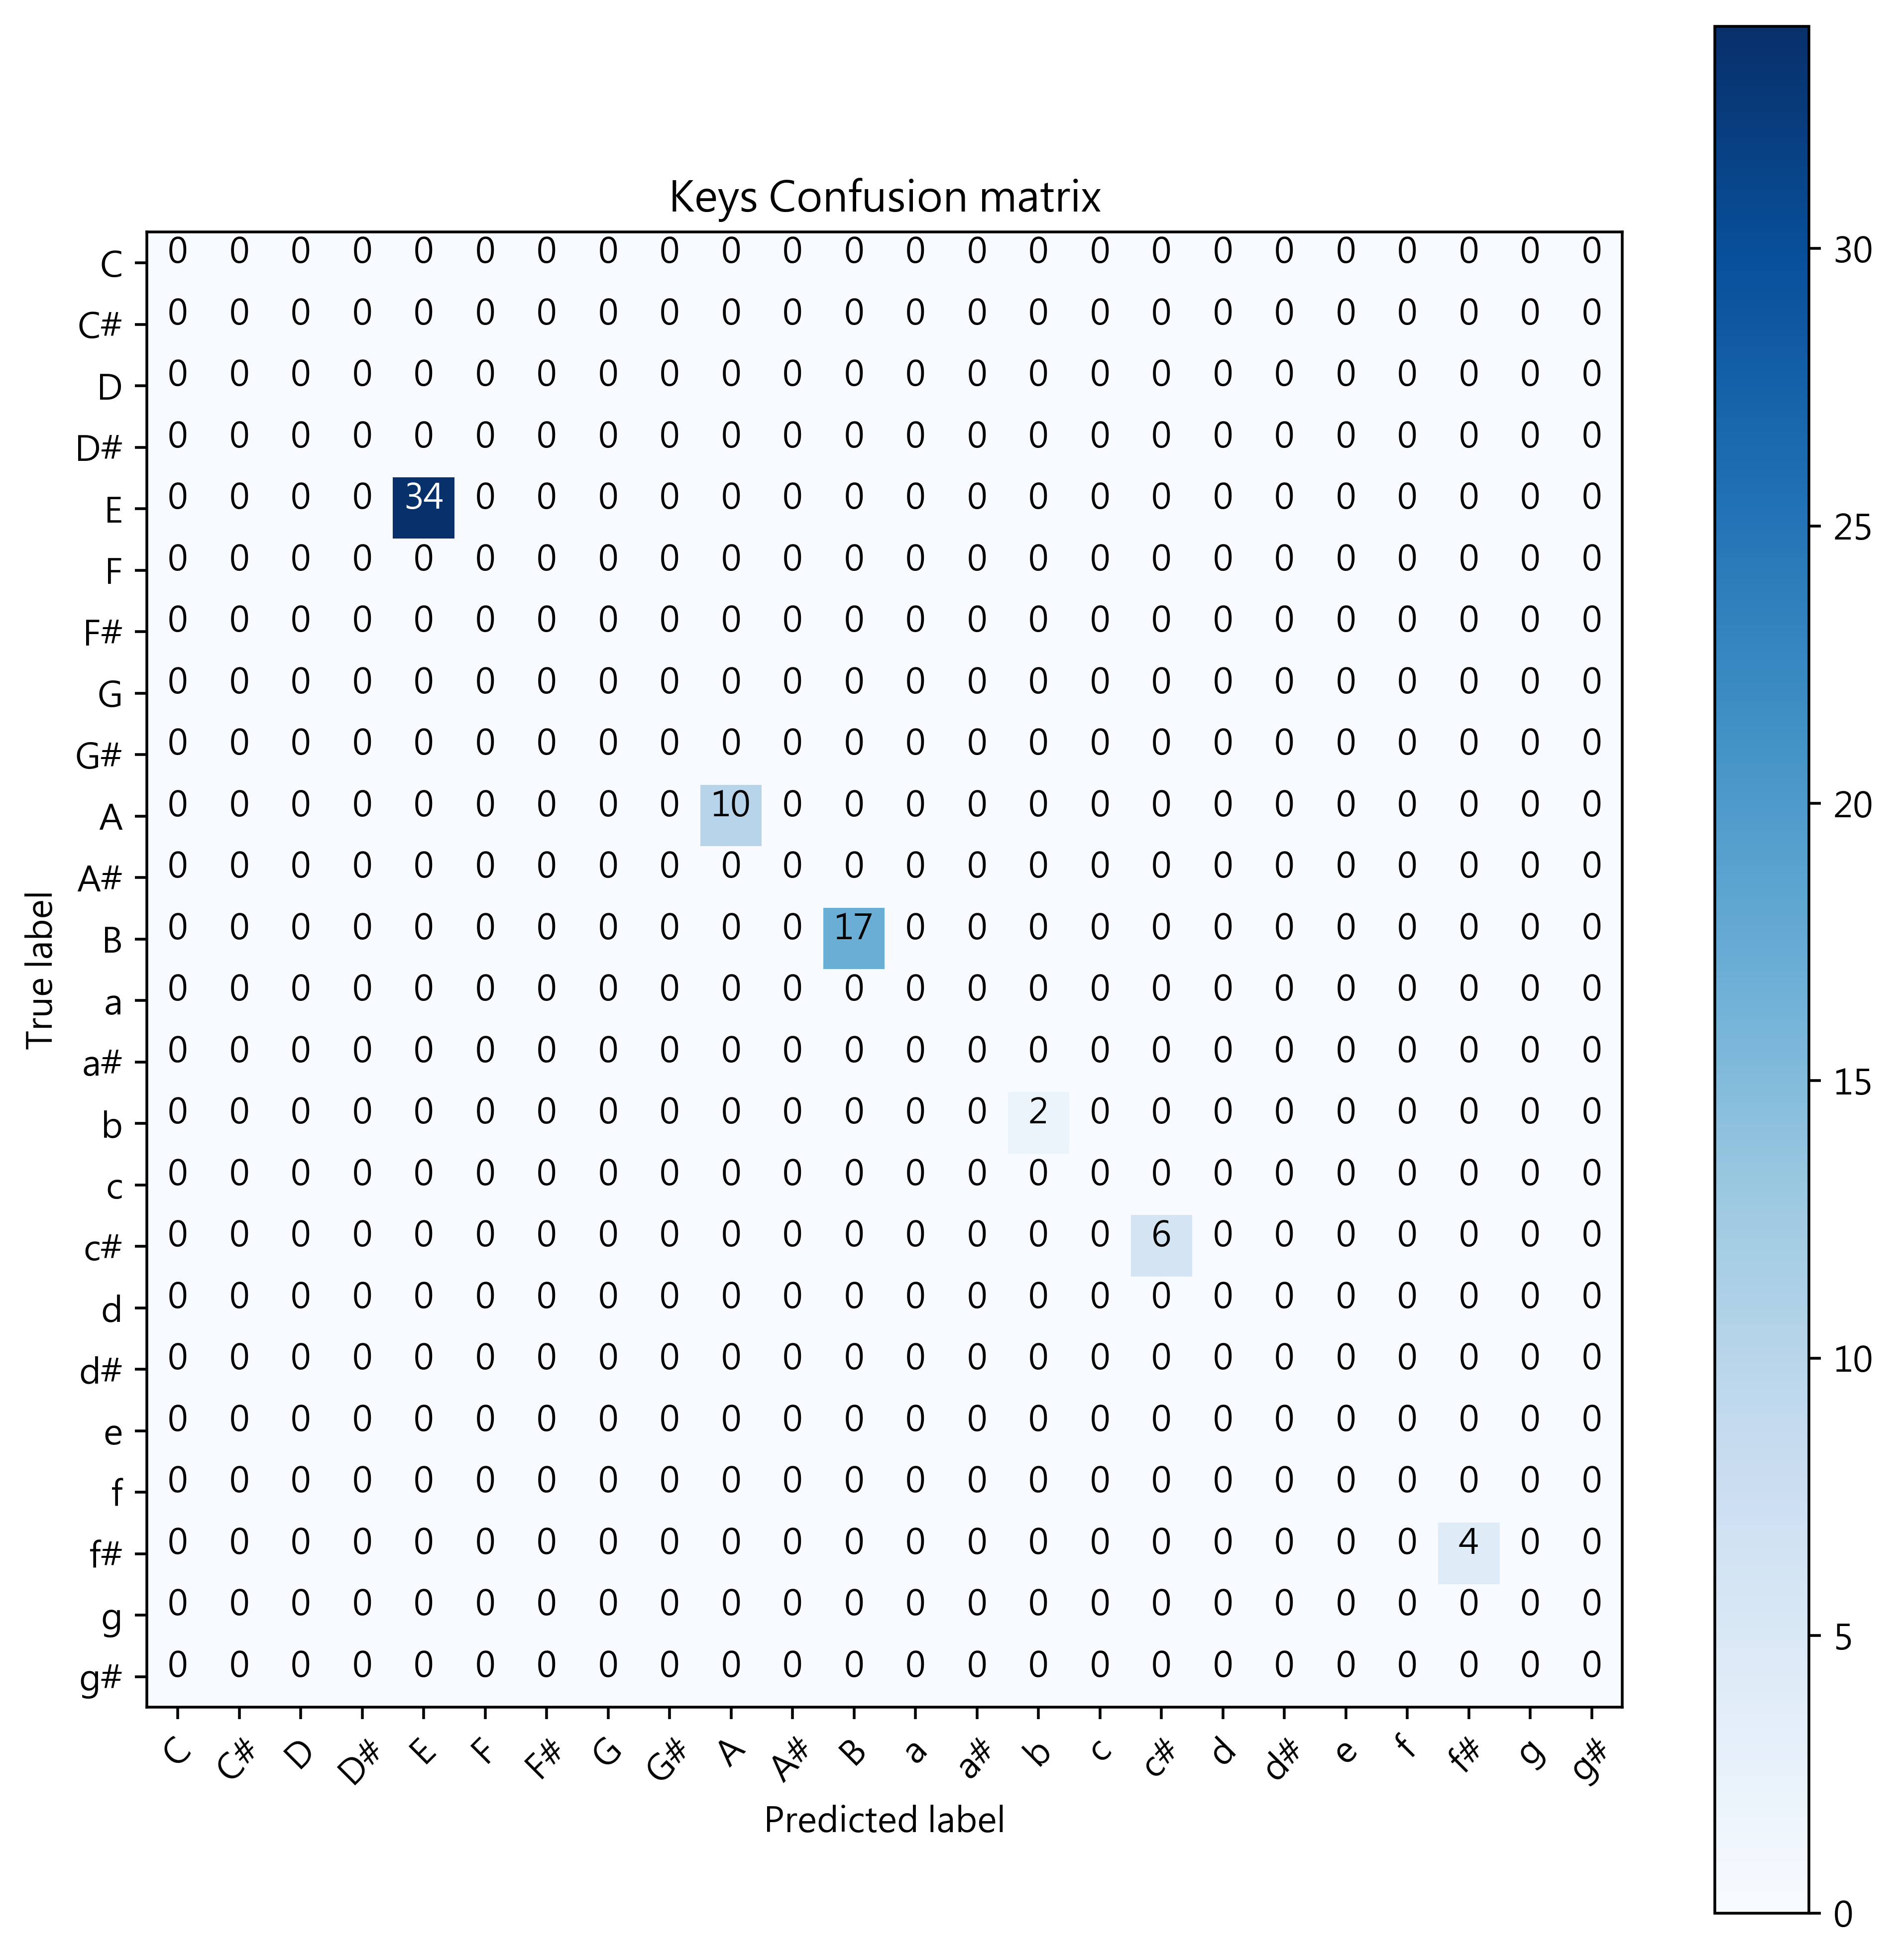 Keys Confusion matrix
C 0 0 0 0 0 0 0 0 0 0 0 0 0 0 0 0 0 0 0 0 0 0 0 0
C# 0 0 0 0 0 0 0 0 0 0 0 0 0 0 0 0 0 0 0 0 0 0 0 0
D 0 0 0 0 0 0 0 0 0 0 0 0 0 0 0 0 0 0 0 0 0 0 0 0
D# 0 0 0 0 0 0 0 0 0 0 0 0 0 0 0 0 0 0 0 0 0 0 0 0
E 0 0 0 0 34 0 0 0 0 0 0 0 0 0 0 0 0 0 0 0 0 0 0 0
F 0 0 0 0 0 0 0 0 0 0 0 0 0 0 0 0 0 0 0 0 0 0 0 0
F# 0 0 0 0 0 0 0 0 0 0 0 0 0 0 0 0 0 0 0 0 0 0 0 0
G 0 0 0 0 0 0 0 0 0 0 0 0 0 0 0 0 0 0 0 0 0 0 0 0
G# 0 0 0 0 0 0 0 0 0 0 0 0 0 0 0 0 0 0 0 0 0 0 0 0
A 0 0 0 0 0 0 0 0 0 10 0 0 0 0 0 0 0 0 0 0 0 0 0 0
A# 0 0 0 0 0 0 0 0 0 0 0 0 0 0 0 0 0 0 0 0 0 0 0 0
B 0 0 0 0 0 0 0 0 0 0 0 17 0 0 0 0 0 0 0 0 0 0 0 0
a 0 0 0 0 0 0 0 0 0 0 0 0 0 0 0 0 0 0 0 0 0 0 0 0
a# 0 0 0 0 0 0 0 0 0 0 0 0 0 0 0 0 0 0 0 0 0 0 0 0
b 0 0 0 0 0 0 0 0 0 0 0 0 0 0 2 0 0 0 0 0 0 0 0 0
c 0 0 0 0 0 0 0 0 0 0 0 0 0 0 0 0 0 0 0 0 0 0 0 0
c# 0 0 0 0 0 0 0 0 0 0 0 0 0 0 0 0 6 0 0 0 0 0 0 0
d 0 0 0 0 0 0 0 0 0 0 0 0 0 0 0 0 0 0 0 0 0 0 0 0
d# 0 0 0 0 0 0 0 0 0 0 0 0 0 0 0 0 0 0 0 0 0 0 0 0
e 0 0 0 0 0 0 0 0 0 0 0 0 0 0 0 0 0 0 0 0 0 0 0 0
f 0 0 0 0 0 0 0 0 0 0 0 0 0 0 0 0 0 0 0 0 0 0 0 0
f# 0 0 0 0 0 0 0 0 0 0 0 0 0 0 0 0 0 0 0 0 0 4 0 0
g 0 0 0 0 0 0 0 0 0 0 0 0 0 0 0 0 0 0 0 0 0 0 0 0
g# 0 0 0 0 0 0 0 0 0 0 0 0 0 0 0 0 0 0 0 0 0 0 0 0
C C# D D# E F F# G G# A A# B a a# b c c# d d# e f f# g g#
Predicted label
True label
30
25
20
15
10
5
0